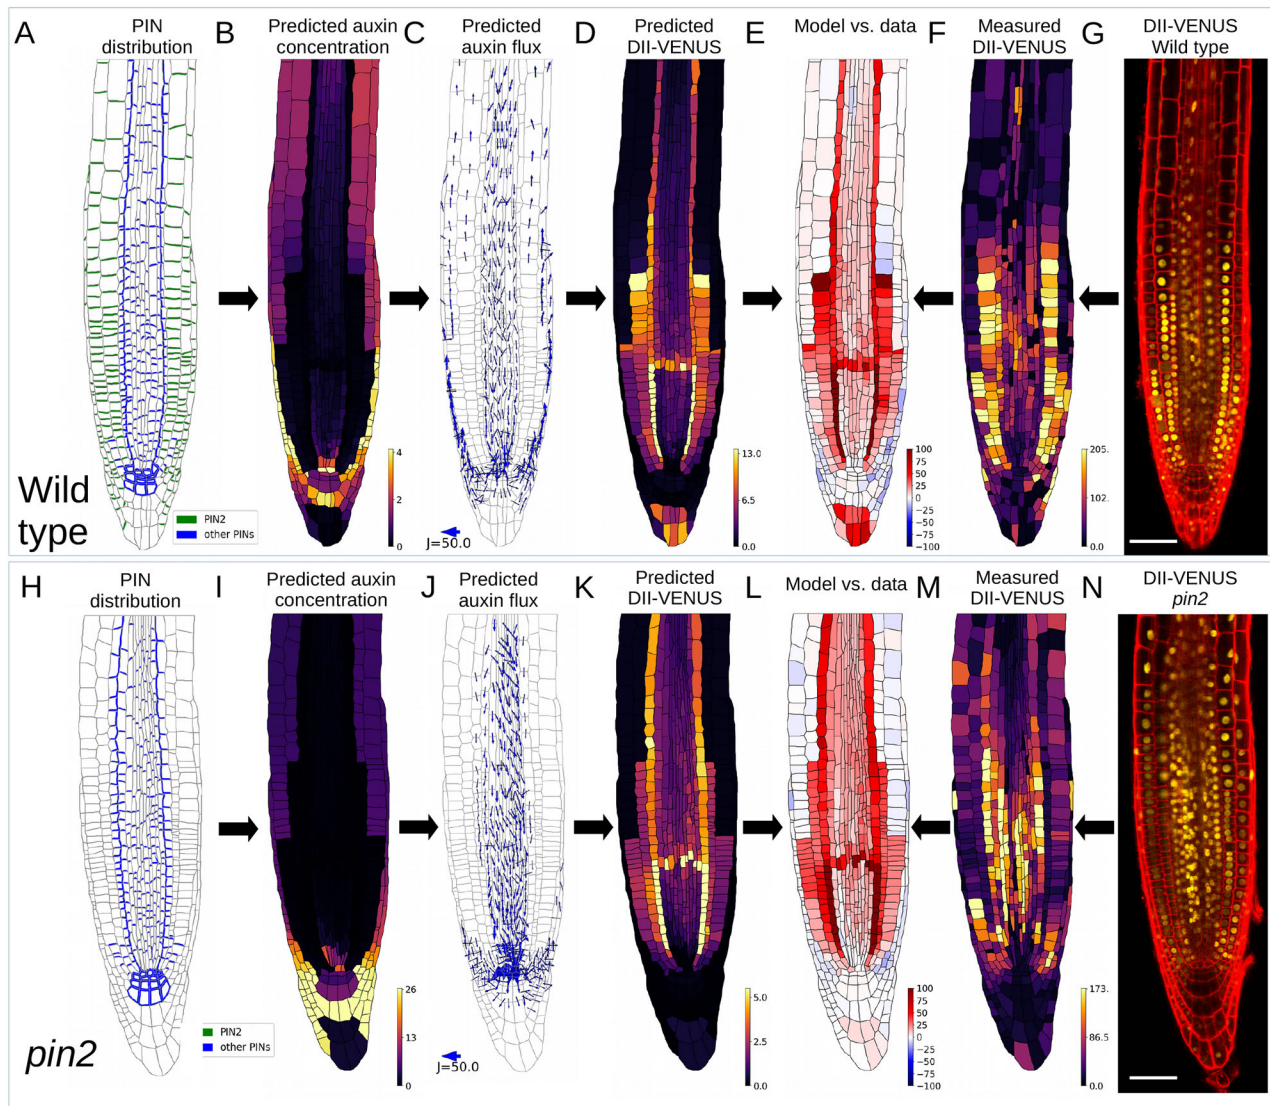 A
PIN
distribution
B
Predicted auxin
concentration
C
Predicted
auxin flux
D
Predicted
DII-VENUS
E
Model vs. data
F
Measured
DII-VENUS
G
DII-VENUS
Wild type
Wild
type
PIN2
other PINs
4
2
0
J=50.0
13.0
6.5
0.0
100
75
50
25
0
−25
−50
−75
−100
205.
102.
0.0
H
PIN
distribution
I
Predicted auxin
concentration
J
Predicted
auxin flux
K
Predicted
DII-VENUS
L
Model vs. data
M
Measured
DII-VENUS
N
DII-VENUS
pin2
pin2
PIN2
other PINs
26
13
0
J=50.0
5.0
2.5
0.0
100
75
50
25
0
−25
−50
−75
−100
173.
86.5
0.0